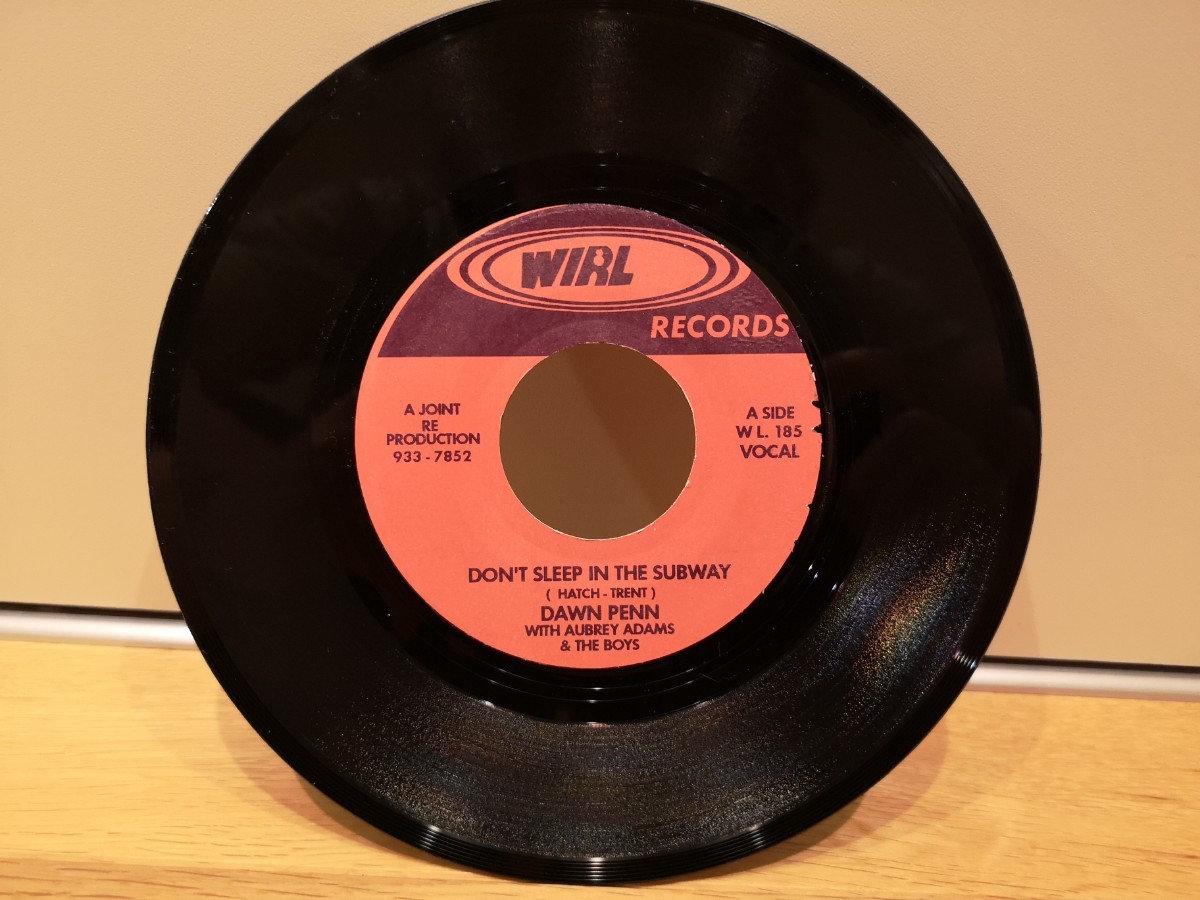 WIRL
RECORDS
A JOINT
RE
PRODUCTION
933 - 7852
A SIDE
W L. 185
VOCAL
DON'T SLEEP IN THE SUBWAY
( HATCH - TRENT )
DAWN PENN
WITH AUBREY ADAMS
& THE BOYS